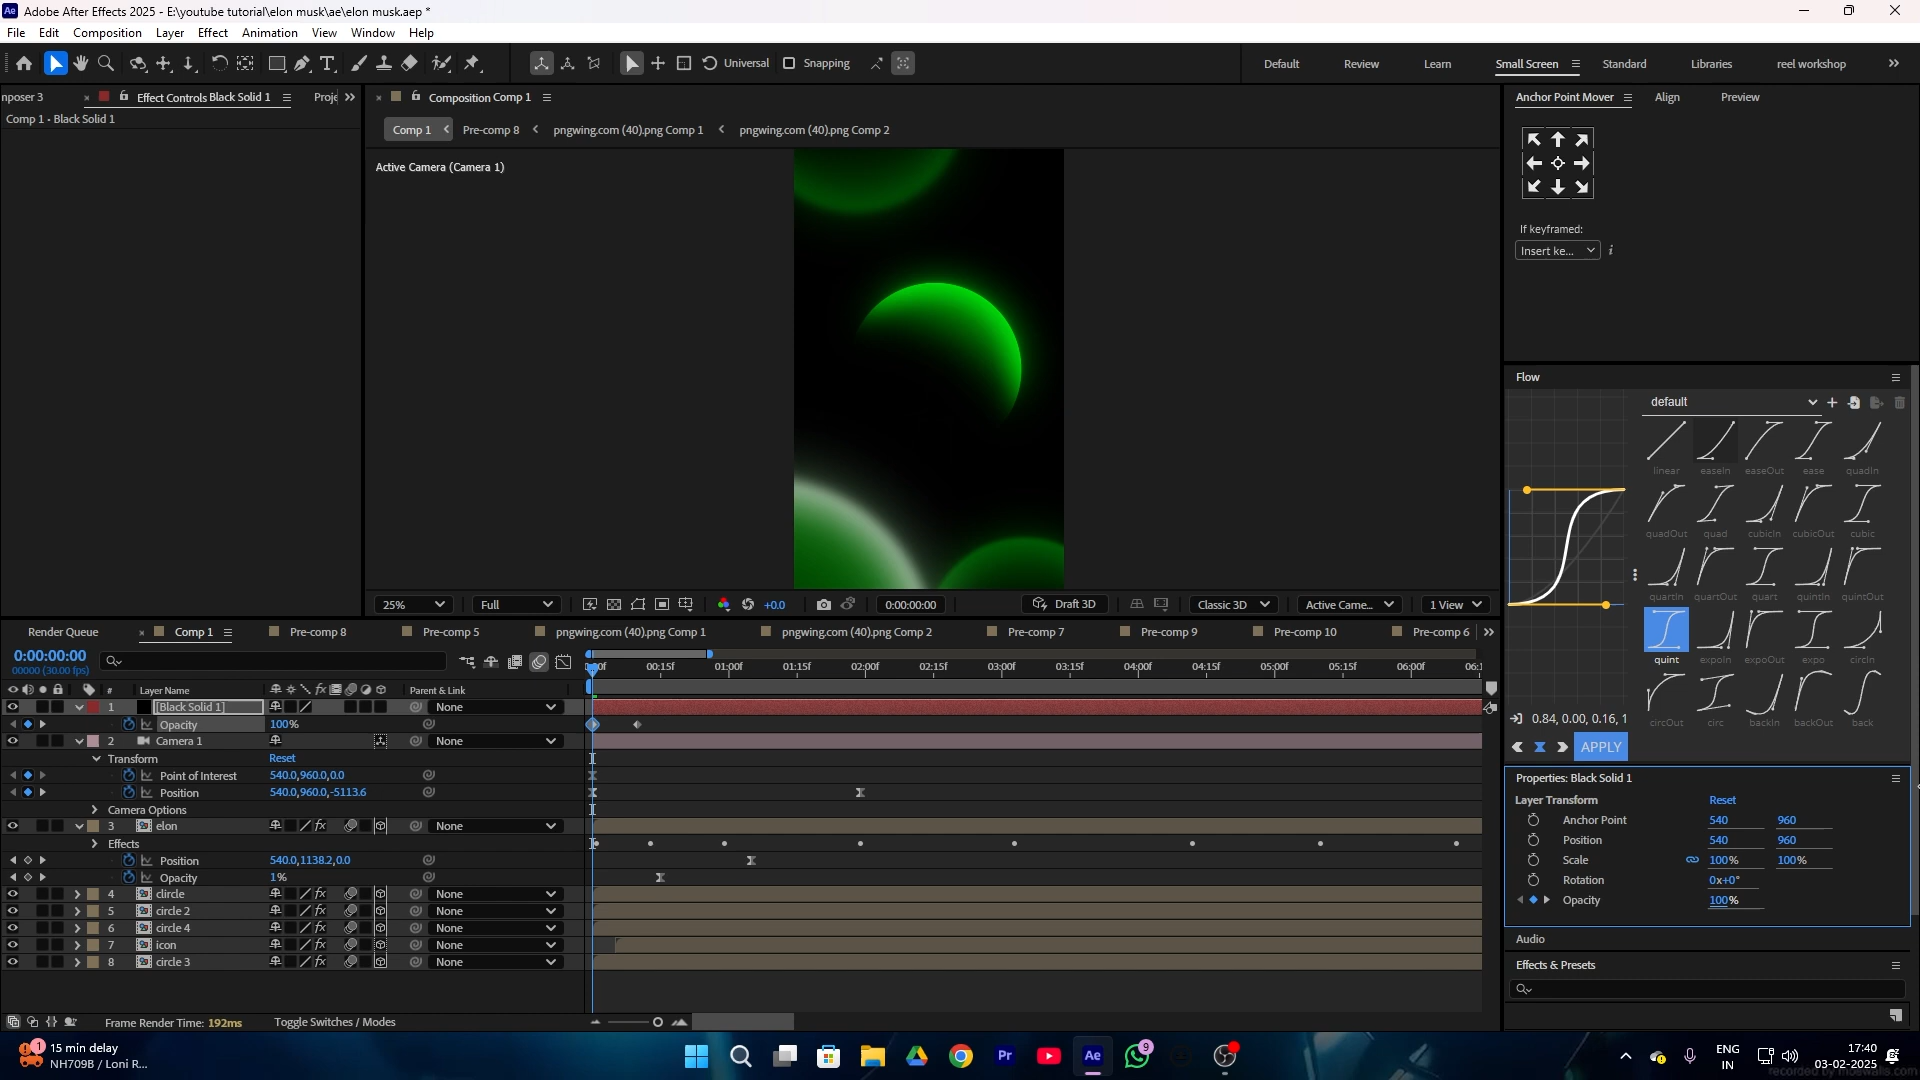 Adobe After Effects 2025 - E:\youtube tutorial\elon musk\ae\elon musk.aep *
File Edit Composition Layer Effect Animation View Window Help
Universal Snapping Default Review Learn Small Screen Standard Libraries reel workshop
nposer 3 Effect Controls Black Solid 1 Proje
Comp 1 • Black Solid 1
Composition Comp 1
Comp 1 Pre-comp 8 pngwing.com (40).png Comp 1 pngwing.com (40).png Comp 2
Active Camera (Camera 1)
25% Full +0.0 0:00:00:00 Draft 3D Classic 3D Active Came... 1 View
Anchor Point Mover Align Preview
If keyframed:
Insert ke...
Flow
default
linear easeIn easeOut ease quadIn
quadOut quad cubicIn cubicOut cubic
quartIn quartOut quart quintIn quintOut
quint expoIn expoOut expo circIn
circOut circ backIn backOut back
0.84, 0.00, 0.16, 1
APPLY
Properties: Black Solid 1
Layer Transform Reset
Anchor Point 540 960
Position 540 960
Scale 100% 100%
Rotation 0x+0°
Opacity 100%
Audio
Effects & Presets
Render Queue Comp 1 Pre-comp 8 Pre-comp 5 pngwing.com (40).png Comp 1 pngwing.com (40).png Comp 2 Pre-comp 7 Pre-comp 9 Pre-comp 10 Pre-comp 6
0:00:00:00
00000 (30.00 fps)
:00f 00:15f 01:00f 01:15f 02:00f 02:15f 03:00f 03:15f 04:00f 04:15f 05:00f 05:15f 06:00f 06:1
# Layer Name Parent & Link
1 [Black Solid 1] None
Opacity 100%
2 Camera 1 None
Transform Reset
Point of Interest 540.0,960.0,0.0
Position 540.0,960.0,-5113.6
Camera Options
3 elon None
Effects
Position 540.0,1138.2,0.0
Opacity 1%
4 clircle None
5 circle 2 None
6 circle 4 None
7 icon None
8 circle 3 None
Frame Render Time: 192ms Toggle Switches / Modes
1 15 min delay
NH709B / Loni R...
9
ENG
IN
17:40
03-02-2025
recorded by moewalls.com